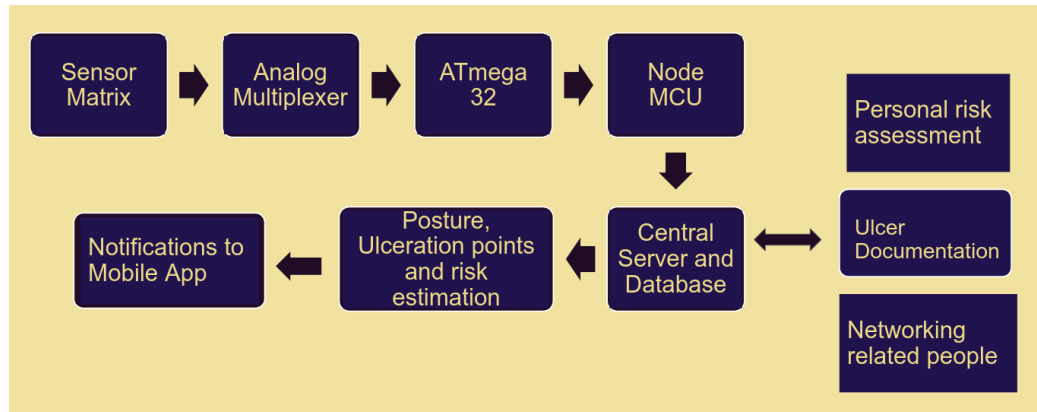 Sensor
Matrix
Analog
Multiplexer
ATmega
32
Node
MCU
Personal risk
assessment
Notifications to
Mobile App
Posture,
Ulceration points
and risk
estimation
Central
Server and
Database
Ulcer
Documentation
Networking
related people